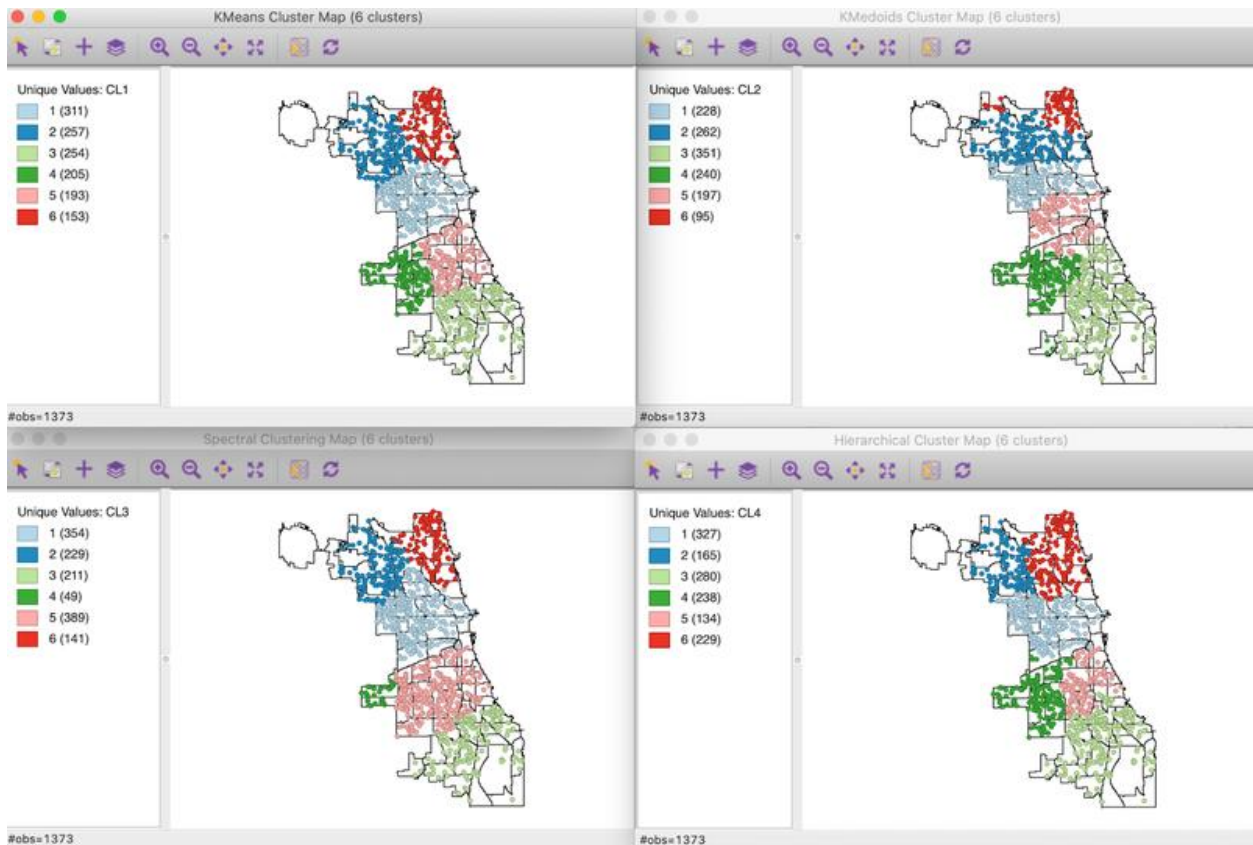 KMeans Cluster Map (6 clusters)
Unique Values: CL1
1 (311)
2 (257)
3 (254)
4 (205)
5 (193)
6 (153)
#obs=1373
KMedoids Cluster Map (6 clusters)
Unique Values: CL2
1 (228)
2 (262)
3 (351)
4 (240)
5 (197)
6 (95)
#obs=1373
Spectral Clustering Map (6 clusters)
Unique Values: CL3
1 (354)
2 (229)
3 (211)
4 (49)
5 (389)
6 (141)
#obs=1373
Hierarchical Cluster Map (6 clusters)
Unique Values: CL4
1 (327)
2 (165)
3 (280)
4 (238)
5 (134)
6 (229)
#obs=1373